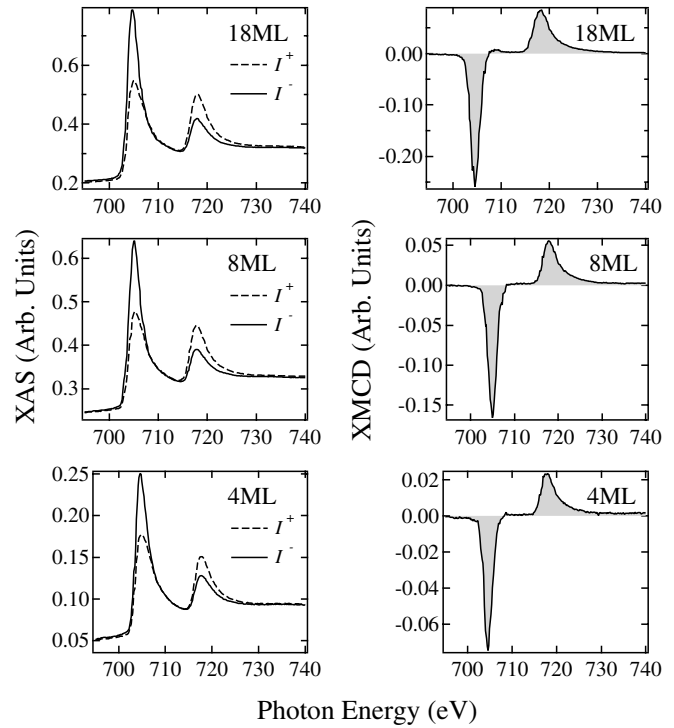 18ML
I+
I-
0.6
0.4
0.2
700 710 720 730 740
18ML
0.00
-0.10
-0.20
700 710 720 730 740
8ML
I+
I-
0.6
0.5
0.4
0.3
700 710 720 730 740
8ML
0.05
0.00
-0.05
-0.10
-0.15
700 710 720 730 740
4ML
I+
I-
0.25
0.20
0.15
0.10
0.05
700 710 720 730 740
4ML
0.02
0.00
-0.02
-0.04
-0.06
700 710 720 730 740
XAS (Arb. Units)
XMCD (Arb. Units)
Photon Energy (eV)